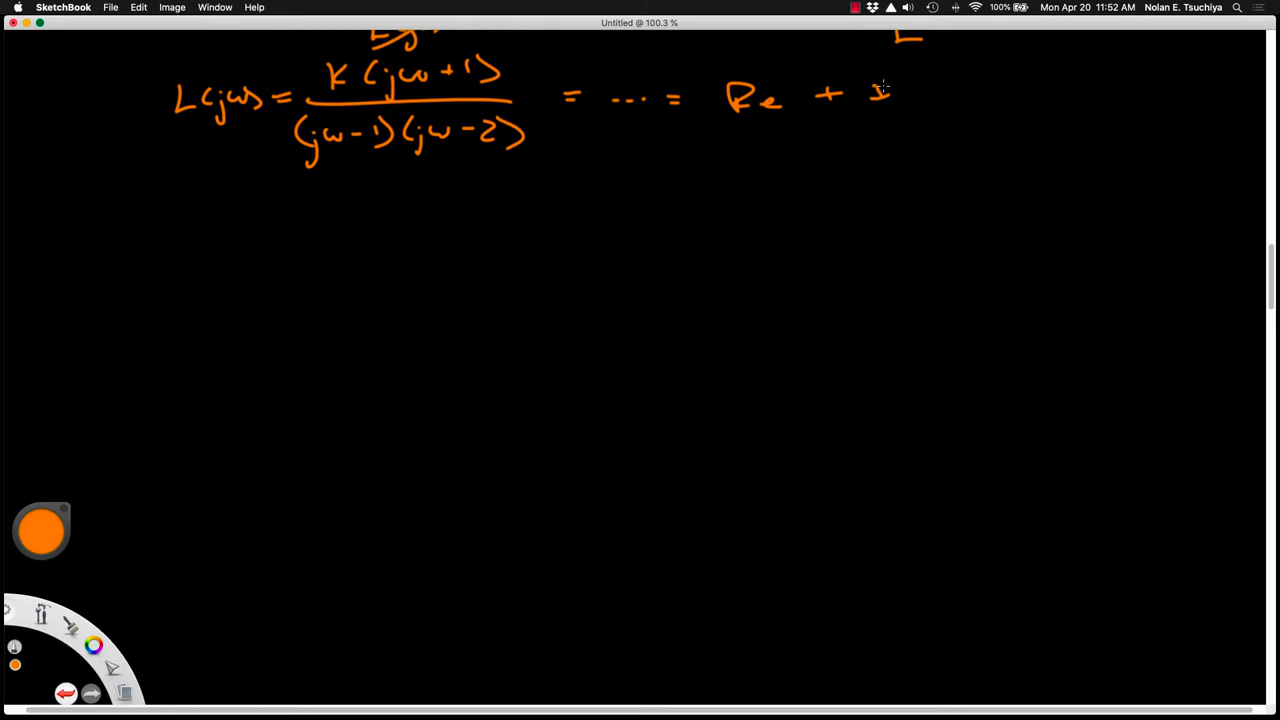 SketchBook File Edit Image Window Help 100% Mon Apr 20 11:52 AM Nolan E. Tsuchiya
Untitled @ 100.3 %
L(jω) = K (jω + 1) / (jω - 1)(jω - 2) = ... = Re + I